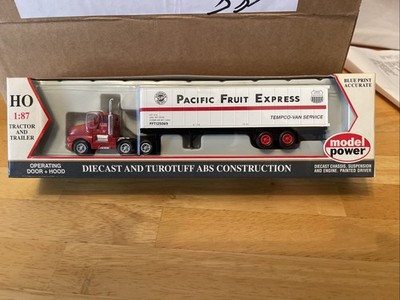 HO
1:87
TRACTOR
AND
TRAILER
PACIFIC FRUIT EXPRESS
TEMPCO-VAN SERVICE
BLUE PRINT
ACCURATE
model
power
OPERATING
DOOR + HOOD
DIECAST AND TUROTUFF ABS CONSTRUCTION
DIECAST CHASSIS, SUSPENSION
AND ENGINE. PAINTED DRIVER